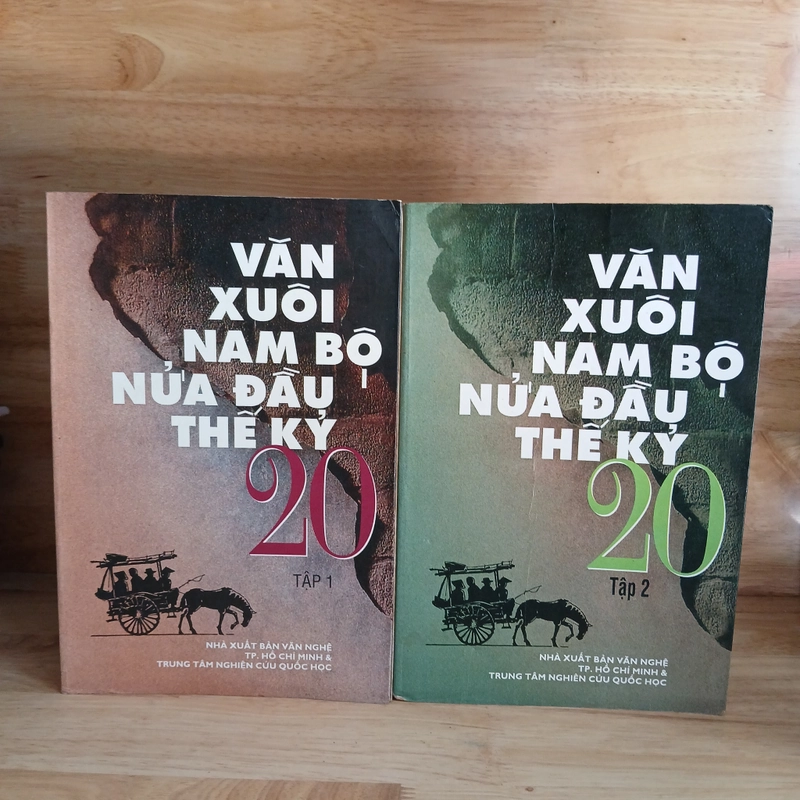 VĂN
XUÔI
NAM BỘ
NỬA ĐẦU
THẾ KỶ
20
TẬP 1
NHÀ XUẤT BẢN VĂN NGHỆ
TP. HỒ CHÍ MINH &
TRUNG TÂM NGHIÊN CỨU QUỐC HỌC
VĂN
XUÔI
NAM BỘ
NỬA ĐẦU
THẾ KỶ
20
Tập 2
NHÀ XUẤT BẢN VĂN NGHỆ
TP. HỒ CHÍ MINH &
TRUNG TÂM NGHIÊN CỨU QUỐC HỌC